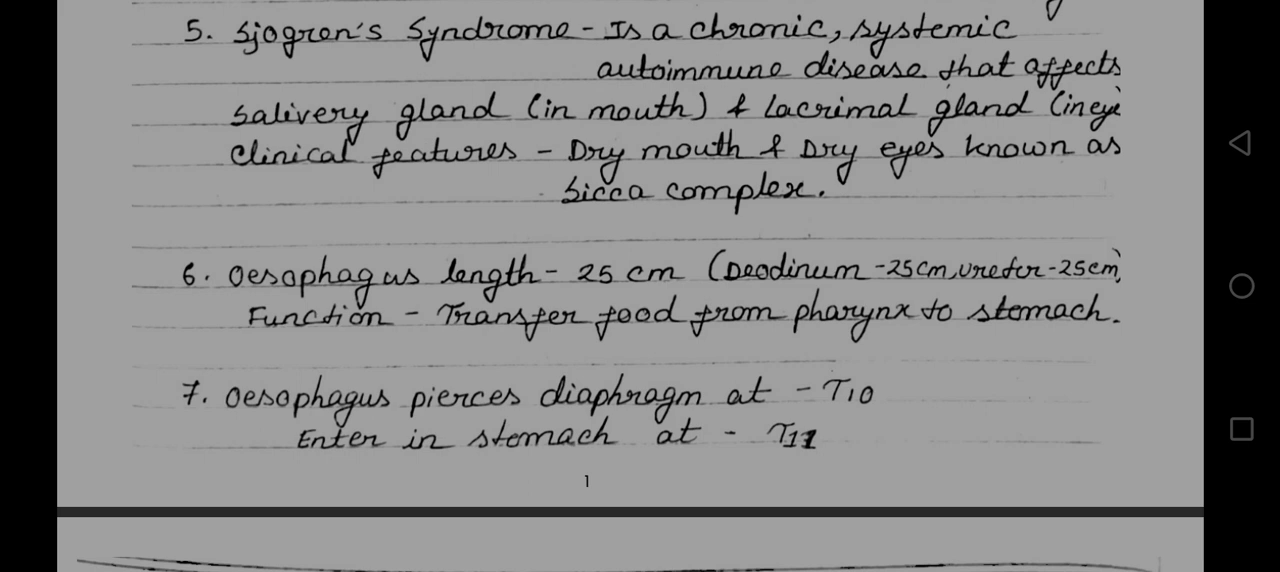 5. Sjogren's Syndrome - Is a chronic, systemic
autoimmune disease that affects
salivery gland (in mouth) & Lacrimal gland (in eye)
Clinical features - Dry mouth & Dry eyes known as
Sicca complex.
6. Oesophagus length - 25 cm (Deodinum -25cm, ureter -25cm)
Function - Transfer food from pharynx to stomach.
7. Oesophagus pierces diaphragm at - T10
Enter in stomach at - T11
1